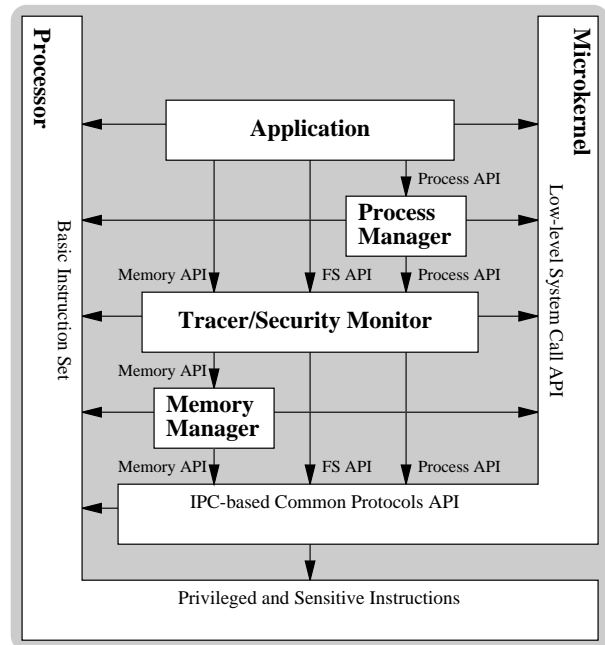 Processor
Microkernel
Application
Process API
Process
Manager
Basic Instruction Set
Low-level System Call API
Memory API
FS API
Process API
Tracer/Security Monitor
Memory API
Memory
Manager
Memory API
FS API
Process API
IPC-based Common Protocols API
Privileged and Sensitive Instructions